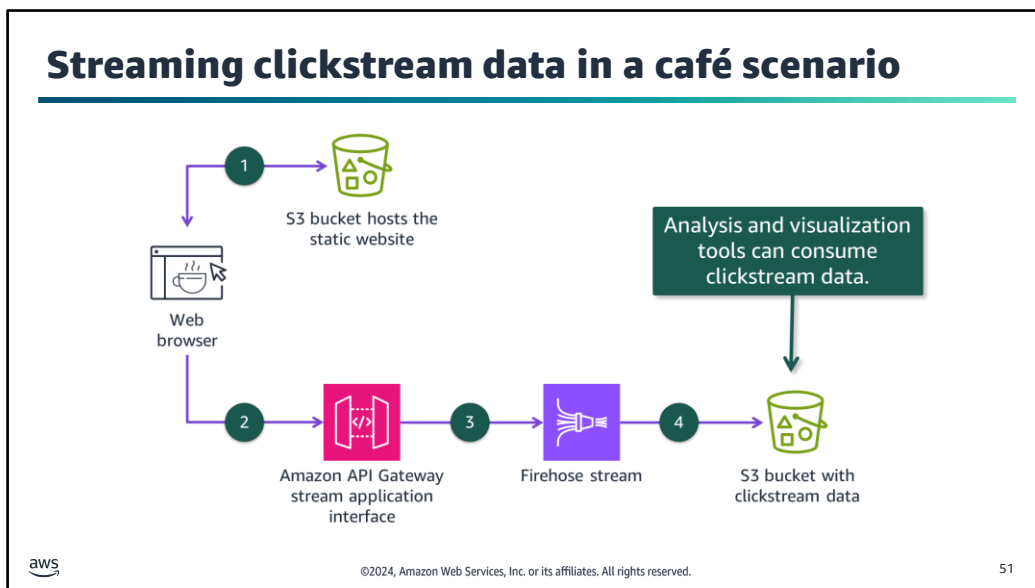 Streaming clickstream data in a café scenario
1
S3 bucket hosts the
static website
Analysis and visualization
tools can consume
clickstream data.
Web
browser
2
3
4
</>
Amazon API Gateway
stream application
interface
Firehose stream
S3 bucket with
clickstream data
aws
©2024, Amazon Web Services, Inc. or its affiliates. All rights reserved.
51